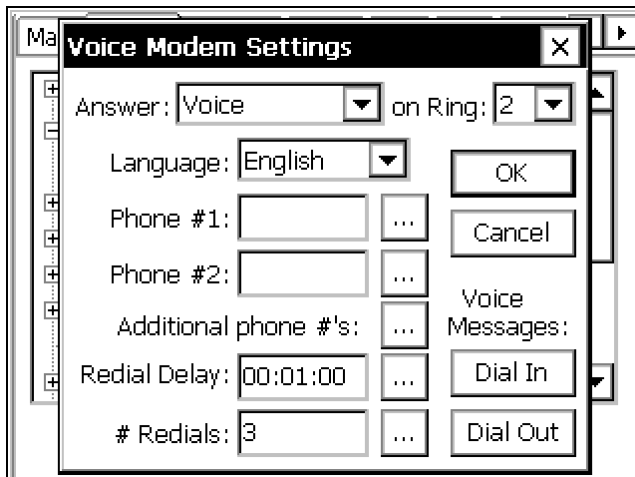 Ma
Voice Modem Settings
Answer: Voice on Ring: 2
Language: English
OK
Phone #1: ...
Cancel
Phone #2: ...
Voice
Additional phone #'s: ... Messages:
Redial Delay: 00:01:00 ... Dial In
# Redials: 3 ... Dial Out